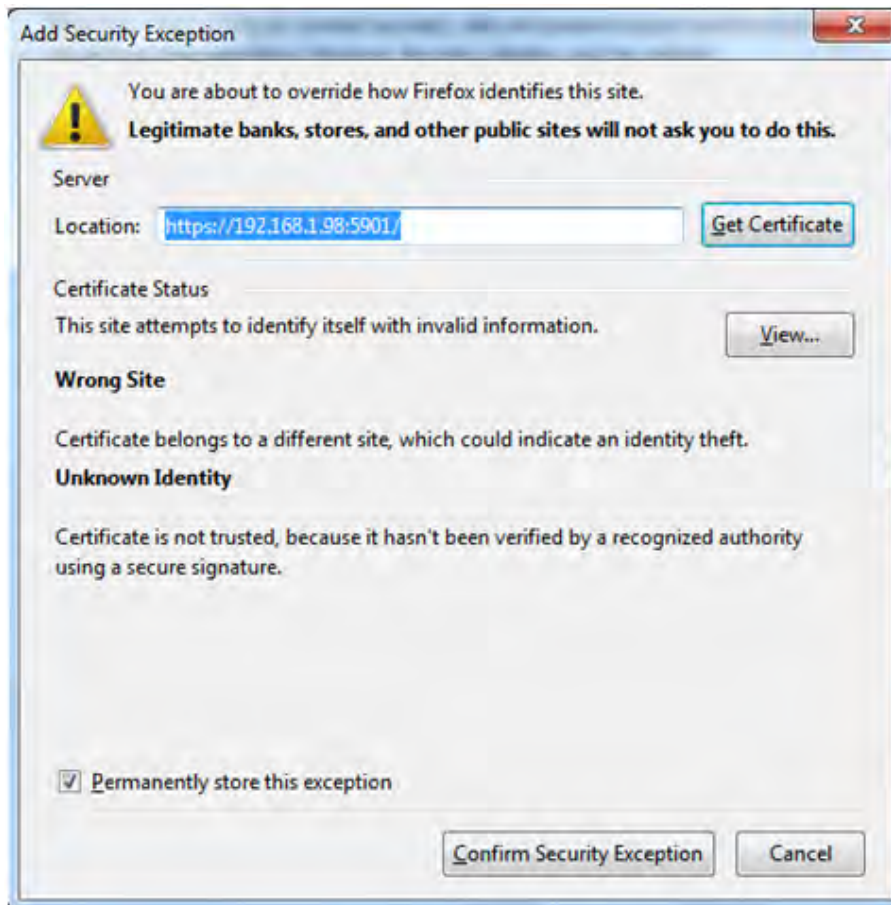 Add Security Exception
You are about to override how Firefox identifies this site.
Legitimate banks, stores, and other public sites will not ask you to do this.
Server
Location: https://192.168.1.98:5901/ Get Certificate
Certificate Status
This site attempts to identify itself with invalid information.
View...
Wrong Site
Certificate belongs to a different site, which could indicate an identity theft.
Unknown Identity
Certificate is not trusted, because it hasn't been verified by a recognized authority
using a secure signature.
Permanently store this exception
Confirm Security Exception Cancel